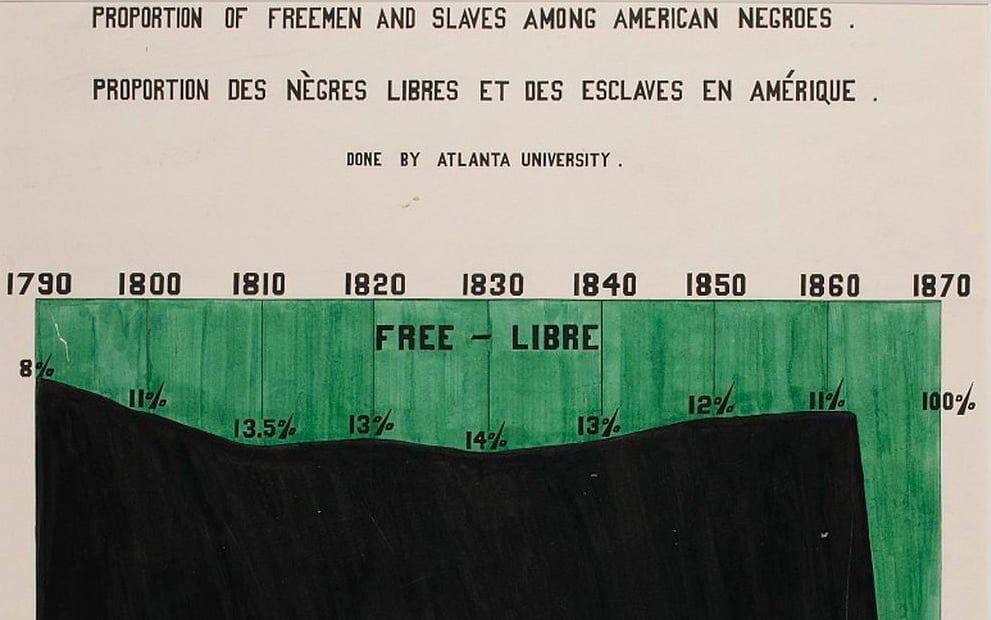 PROPORTION OF FREEMEN AND SLAVES AMONG AMERICAN NEGROES .
PROPORTION DES NÈGRES LIBRES ET DES ESCLAVES EN AMÉRIQUE .
DONE BY ATLANTA UNIVERSITY .
1790 1800 1810 1820 1830 1840 1850 1860 1870
FREE – LIBRE
8% 11% 13.5% 13% 14% 13% 12% 11% 100%